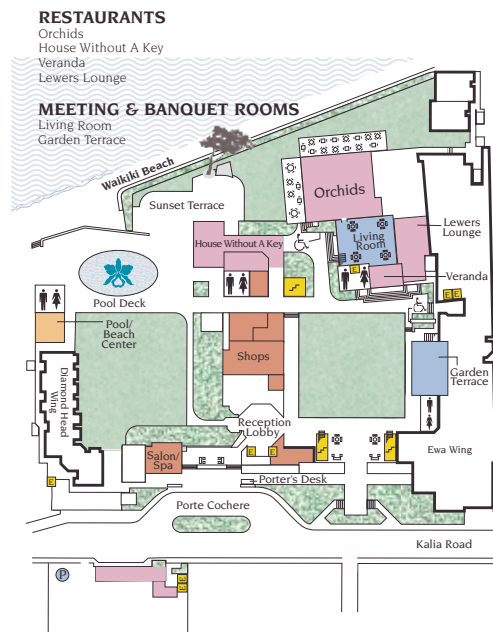 RESTAURANTS
Orchids
House Without A Key
Veranda
Lewers Lounge
MEETING & BANQUET ROOMS
Living Room
Garden Terrace
Waikiki Beach
Sunset Terrace
Orchids
Lewers
Lounge
Living
Room
House Without A Key
Veranda
Pool Deck
E
E
Pool/
Beach
Center
Shops
Diamond Head
Wing
Garden
Terrace
Reception
Lobby
Ewa Wing
Salon/
Spa
E
E
E
E
Porter's Desk
Porte Cochere
Kalia Road
P
E
E